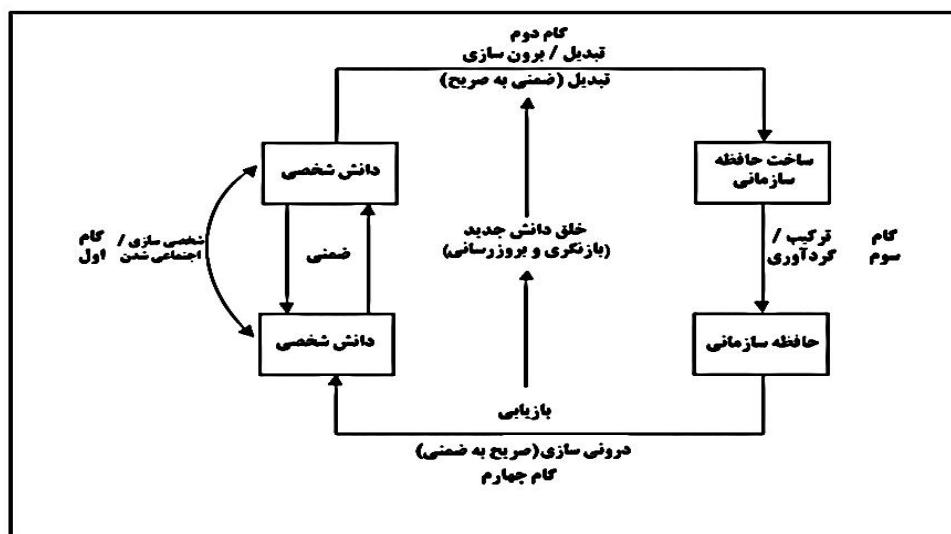 گام دوم
تبدیل / برون سازی
تبدیل (ضمنی به صریح)
دانش شخصی
ساخت حافظه
سازمانی
گام
اول
شخصی سازی /
اجتماعی شدن
ضمنی
خلق دانش جدید
(بازنگری و بروزرسانی)
ترکیب /
گردآوری
گام
سوم
دانش شخصی
حافظه سازمانی
بازیابی
درونی سازی(صریح به ضمنی)
گام چهارم